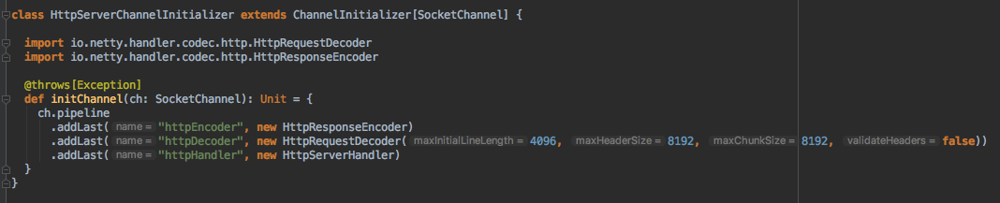 class HttpServerChannelInitializer extends ChannelInitializer[SocketChannel] {
import io.netty.handler.codec.http.HttpRequestDecoder
import io.netty.handler.codec.http.HttpResponseEncoder
@throws[Exception]
def initChannel(ch: SocketChannel): Unit = {
ch.pipeline
.addLast( name = "httpEncoder", new HttpResponseEncoder)
.addLast( name = "httpDecoder", new HttpRequestDecoder( maxInitialLineLength = 4096, maxHeaderSize = 8192, maxChunkSize = 8192, validateHeaders = false))
.addLast( name = "httpHandler", new HttpServerHandler)
}
}